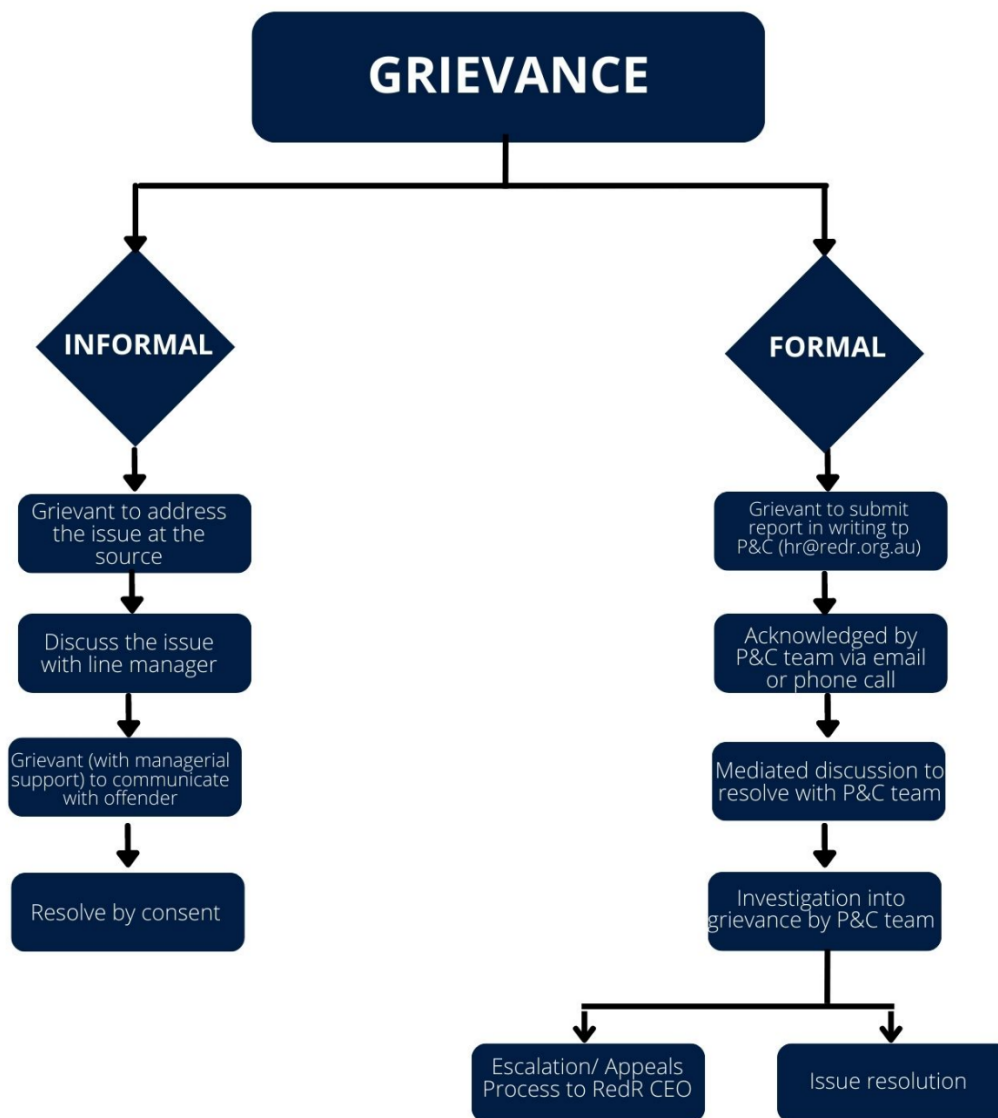 GRIEVANCE
INFORMAL
Grievant to address
the issue at the
source
Discuss the issue
with line manager
Grievant (with managerial
support) to communicate
with offender
Resolve by consent
FORMAL
Grievant to submit
report in writing tp
P&C (hr@redr.org.au)
Acknowledged by
P&C team via email
or phone call
Mediated discussion to
resolve with P&C team
Investigation into
grievance by P&C team
Escalation/ Appeals
Process to RedR CEO
Issue resolution